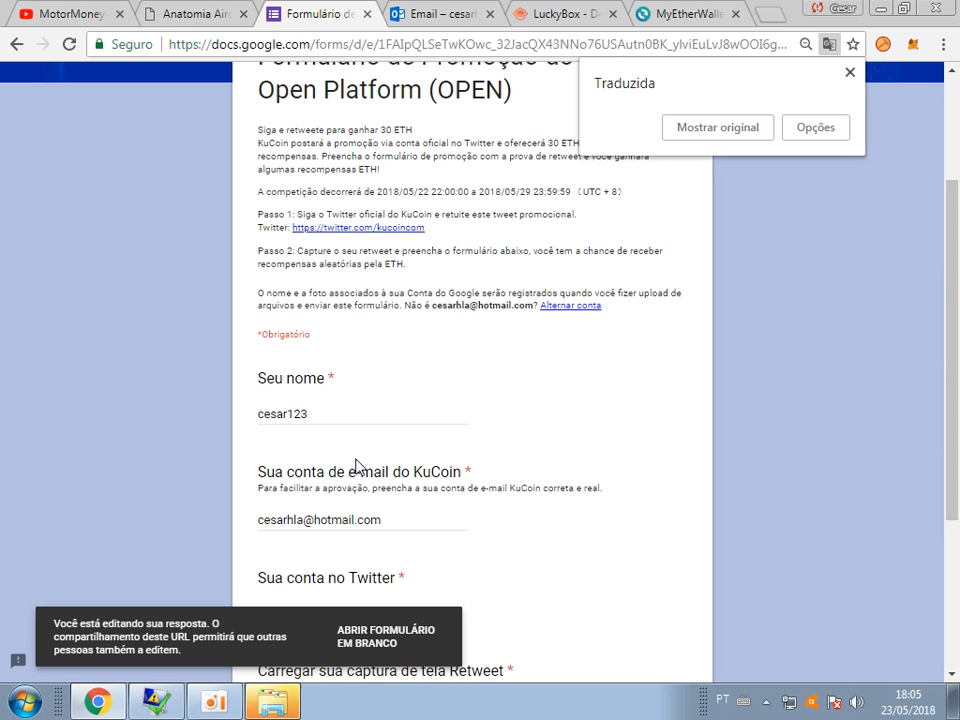 MotorMoney
Anatomia Airc
Formulário de
Email – cesarh
LuckyBox - De
MyEtherWalle
Cesar
Seguro
https://docs.google.com/forms/d/e/1FAIpQLSeTwKOwc_32JacQX43NNo76USAutn0BK_ylviEuLvJ8wOOI6g...
Traduzida
Mostrar original
Opções
Formulário de Promoção do
Open Platform (OPEN)
Siga e retweete para ganhar 30 ETH
KuCoin postará a promoção via conta oficial no Twitter e oferecerá 30 ETH
recompensas. Preencha o formulário de promoção com a prova de retweet e você ganhará
algumas recompensas ETH!
A competição decorrerá de 2018/05/22 22:00:00 a 2018/05/29 23:59:59 （UTC + 8）
Passo 1: Siga o Twitter oficial do KuCoin e retuite este tweet promocional.
Twitter: https://twitter.com/kucoincom
Passo 2: Capture o seu retweet e preencha o formulário abaixo, você tem a chance de receber
recompensas aleatórias pela ETH.
O nome e a foto associados à sua Conta do Google serão registrados quando você fizer upload de
arquivos e enviar este formulário. Não é cesarhla@hotmail.com? Alternar conta
*Obrigatório
Seu nome *
cesar123
Sua conta de e-mail do KuCoin *
Para facilitar a aprovação, preencha a sua conta de e-mail KuCoin correta e real.
cesarhla@hotmail.com
Sua conta no Twitter *
Você está editando sua resposta. O
compartilhamento deste URL permitirá que outras
pessoas também a editem.
ABRIR FORMULÁRIO
EM BRANCO
Carregar sua captura de tela Retweet *
PT
18:05
23/05/2018